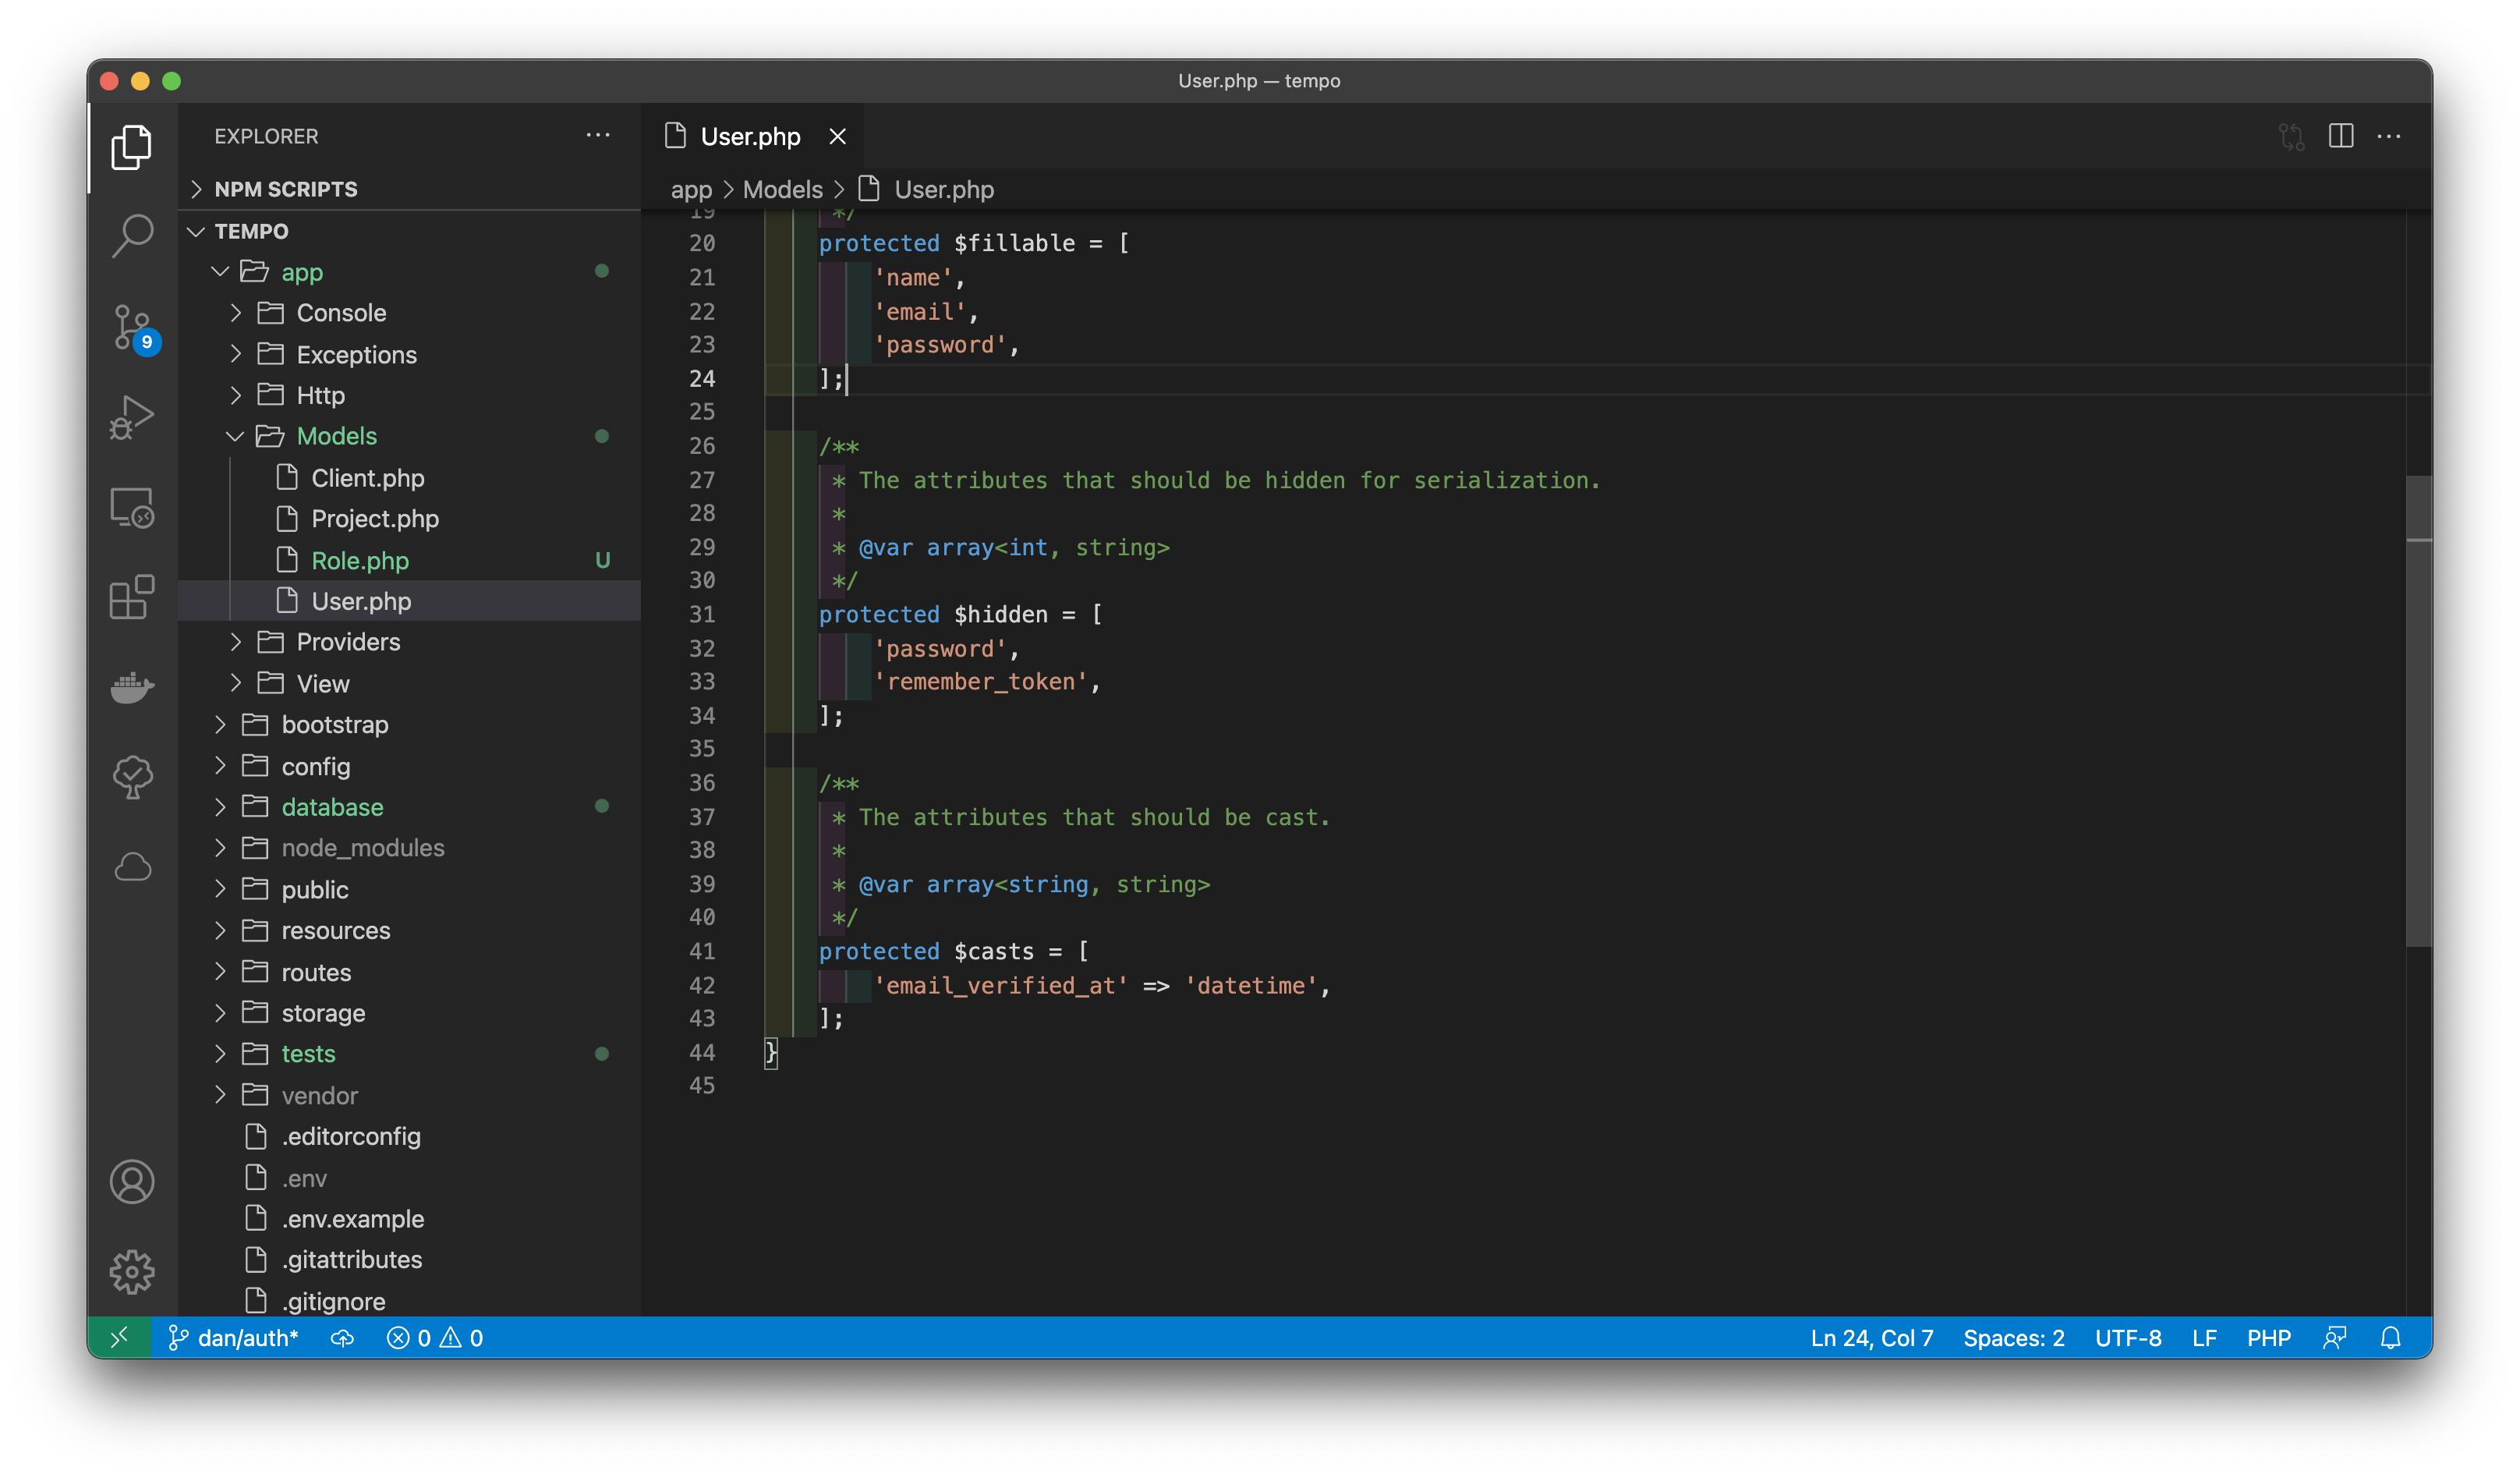 User.php — tempo
EXPLORER
NPM SCRIPTS
TEMPO
app
Console
Exceptions
Http
Models
Client.php
Project.php
Role.php U
User.php
Providers
View
bootstrap
config
database
node_modules
public
resources
routes
storage
tests
vendor
.editorconfig
.env
.env.example
.gitattributes
.gitignore
9
User.php
app > Models > User.php
19 */
20 protected $fillable = [
21 'name',
22 'email',
23 'password',
24 ];
25
26 /**
27 * The attributes that should be hidden for serialization.
28 *
29 * @var array<int, string>
30 */
31 protected $hidden = [
32 'password',
33 'remember_token',
34 ];
35
36 /**
37 * The attributes that should be cast.
38 *
39 * @var array<string, string>
40 */
41 protected $casts = [
42 'email_verified_at' => 'datetime',
43 ];
44 }
45
dan/auth* 0 0 Ln 24, Col 7 Spaces: 2 UTF-8 LF PHP